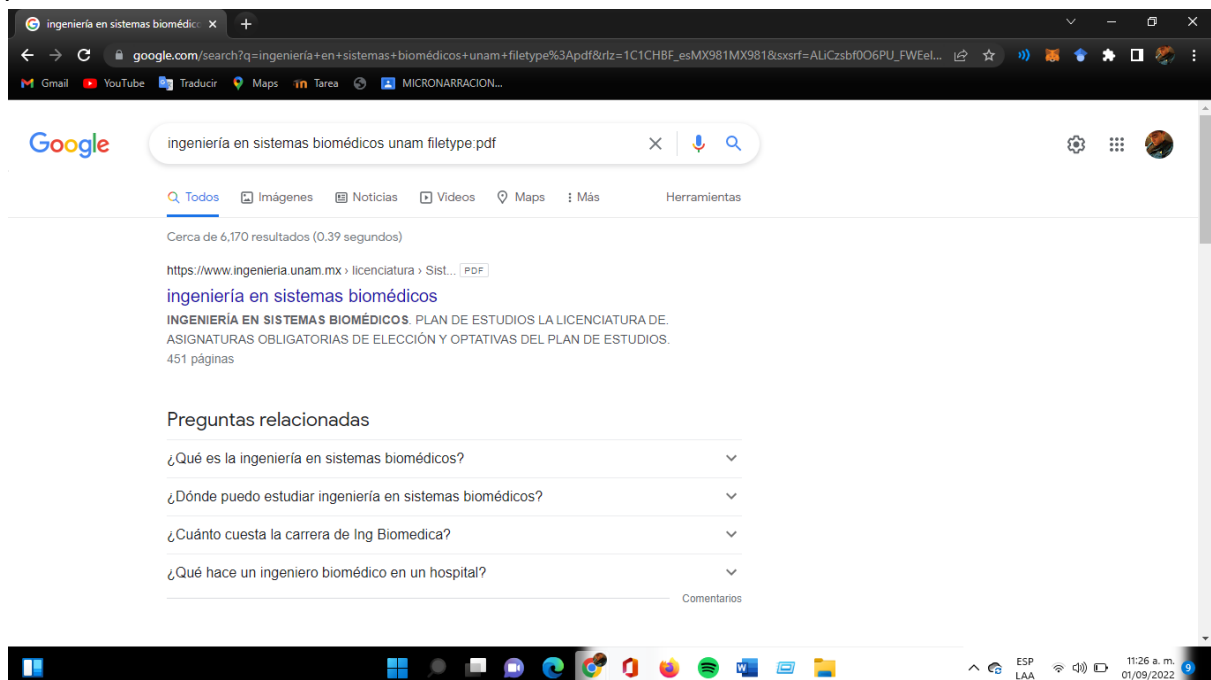 ingeniería en sistemas biomédico
google.com/search?q=ingeniería+en+sistemas+biomédicos+unam+filetype%3Apdf&rlz=1C1CHBF_esMX981MX981&sxsrf=ALiCzsbf0O6PU_FWEeI...
Gmail YouTube Traducir Maps Tarea MICRONARRACION...
Google ingeniería en sistemas biomédicos unam filetype:pdf
Todos Imágenes Noticias Videos Maps Más Herramientas
Cerca de 6,170 resultados (0.39 segundos)
https://www.ingenieria.unam.mx › licenciatura › Sist... PDF
ingeniería en sistemas biomédicos
INGENIERÍA EN SISTEMAS BIOMÉDICOS. PLAN DE ESTUDIOS LA LICENCIATURA DE.
ASIGNATURAS OBLIGATORIAS DE ELECCIÓN Y OPTATIVAS DEL PLAN DE ESTUDIOS.
451 páginas
Preguntas relacionadas
¿Qué es la ingeniería en sistemas biomédicos?
¿Dónde puedo estudiar ingeniería en sistemas biomédicos?
¿Cuánto cuesta la carrera de Ing Biomedica?
¿Qué hace un ingeniero biomédico en un hospital?
Comentarios
ESP 11:26 a. m.
LAA 01/09/2022 9